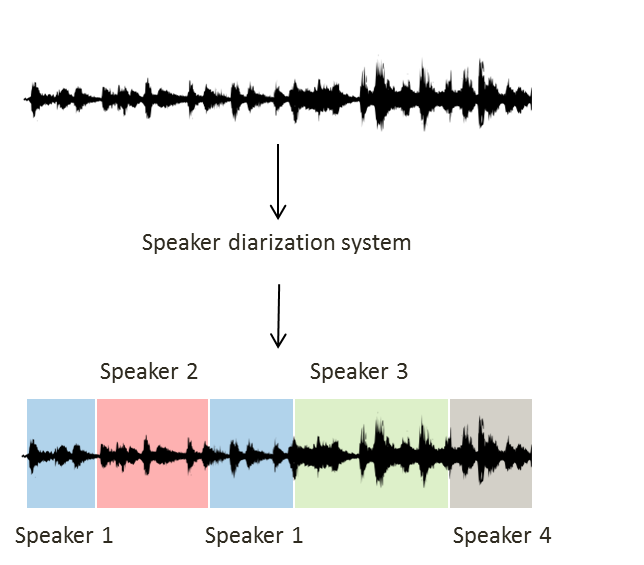 Speaker diarization system
Speaker 2
Speaker 3
Speaker 1
Speaker 1
Speaker 4